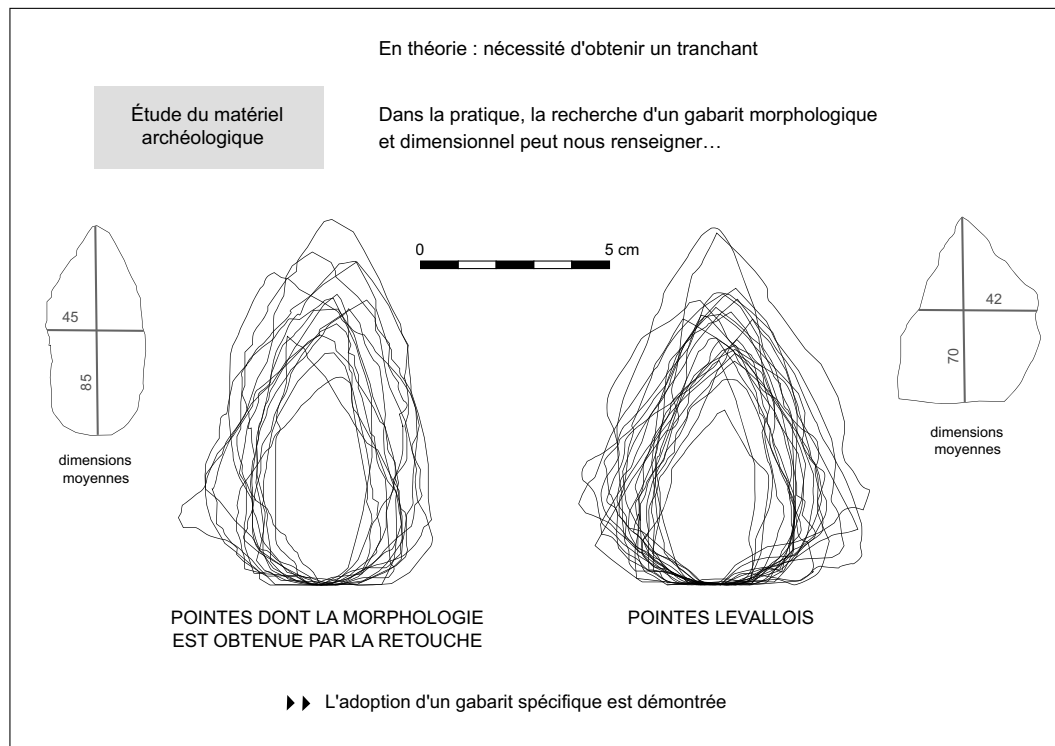 En théorie : nécessité d'obtenir un tranchant
Étude du matériel
archéologique
Dans la pratique, la recherche d'un gabarit morphologique
et dimensionnel peut nous renseigner…
0
5 cm
45
85
dimensions
moyennes
42
70
dimensions
moyennes
POINTES DONT LA MORPHOLOGIE
EST OBTENUE PAR LA RETOUCHE
POINTES LEVALLOIS
L'adoption d'un gabarit spécifique est démontrée